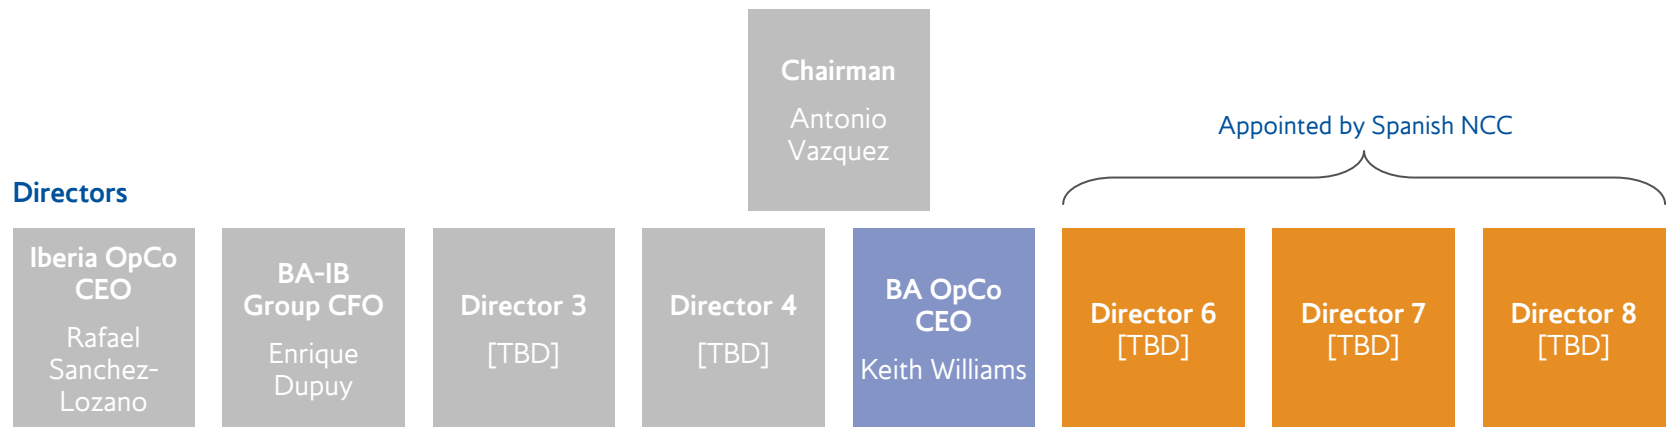 Chairman
Antonio
Vazquez
Appointed by Spanish NCC
Directors
Iberia OpCo
CEO
Rafael
Sanchez-
Lozano
BA-IB
Group CFO
Enrique
Dupuy
Director 3
[TBD]
Director 4
[TBD]
BA OpCo
CEO
Keith Williams
Director 6
[TBD]
Director 7
[TBD]
Director 8
[TBD]